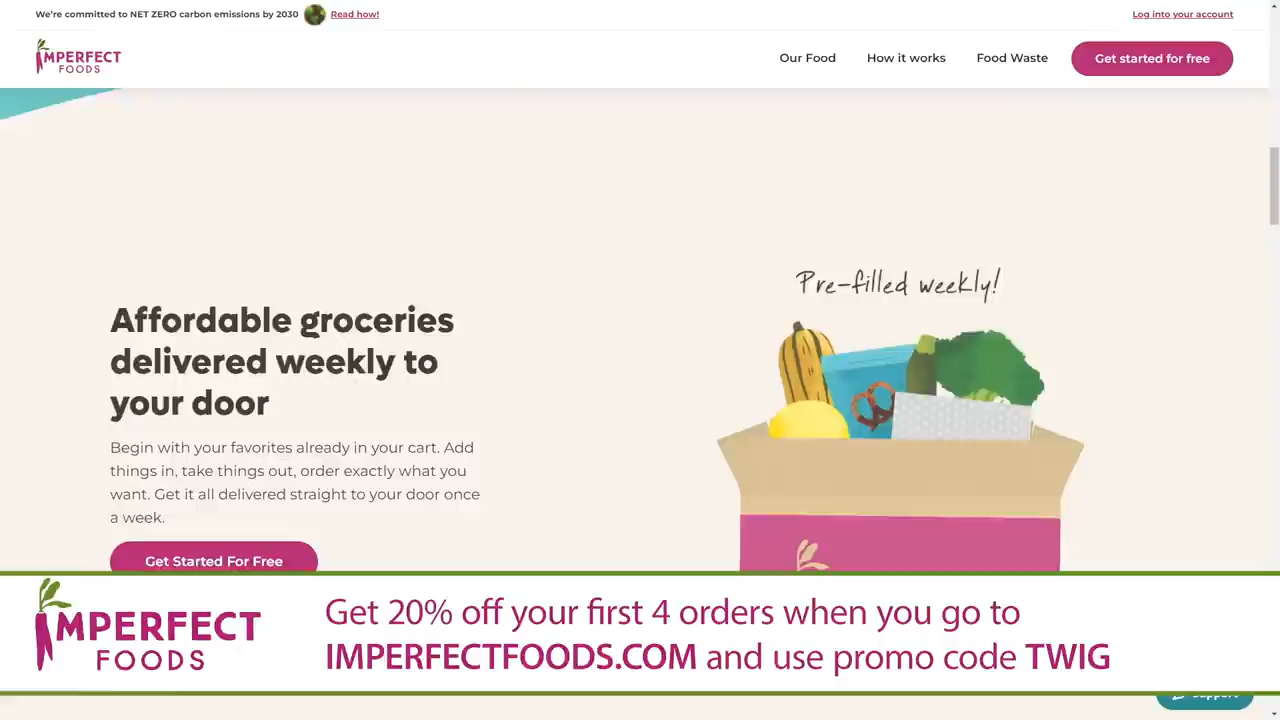 We're committed to NET ZERO carbon emissions by 2030 Read how!
Log into your account
IMPERFECT
FOODS
Our Food
How it works
Food Waste
Get started for free
Pre-filled weekly!
Affordable groceries
delivered weekly to
your door
Begin with your favorites already in your cart. Add
things in, take things out, order exactly what you
want. Get it all delivered straight to your door once
a week.
Get Started For Free
IMPERFECT
FOODS
Get 20% off your first 4 orders when you go to
IMPERFECTFOODS.COM and use promo code TWIG
Support